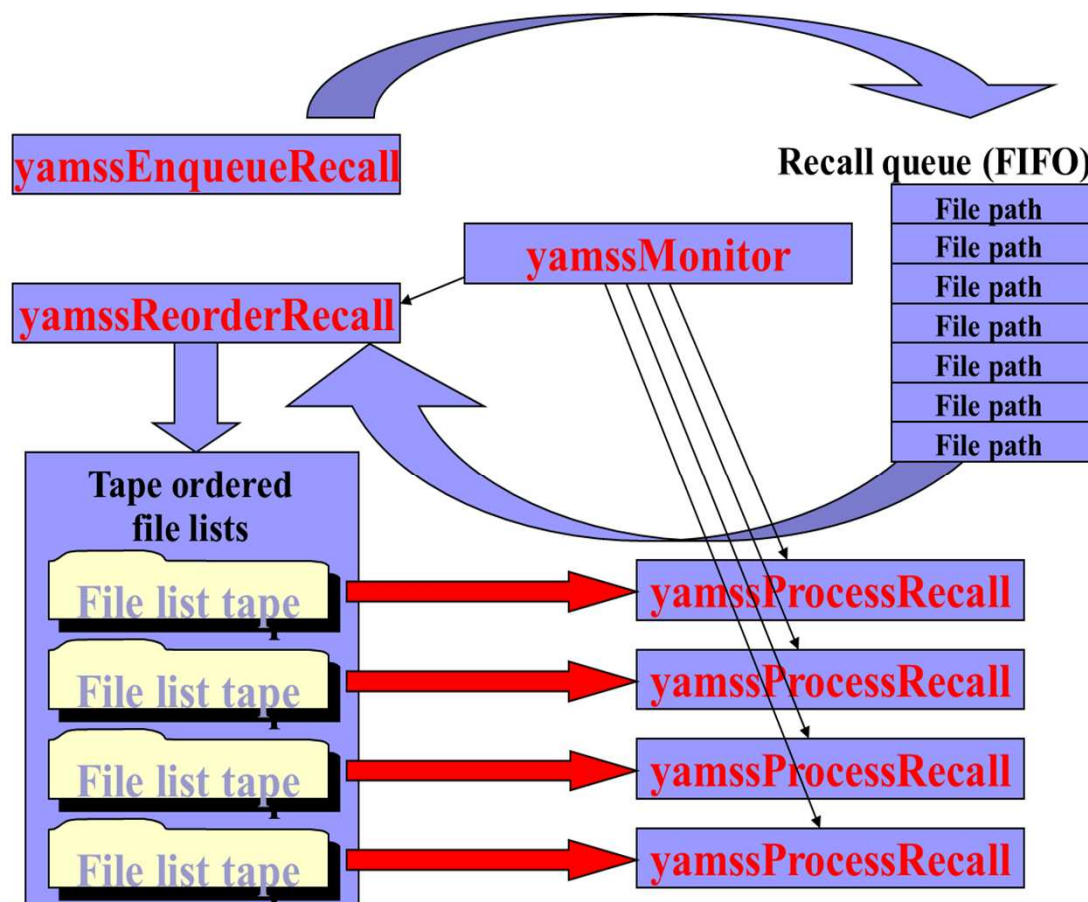 yamssEnqueueRecall
Recall queue (FIFO)
File path
File path
File path
File path
File path
File path
File path
yamssMonitor
yamssReorderRecall
Tape ordered
file lists
File list tape
File list tape
File list tape
File list tape
yamssProcessRecall
yamssProcessRecall
yamssProcessRecall
yamssProcessRecall